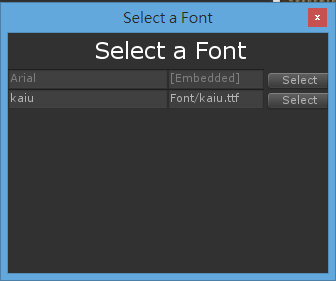 Select a Font
x
Select a Font
Arial [Embedded] Select
kaiu Font/kaiu.ttf Select